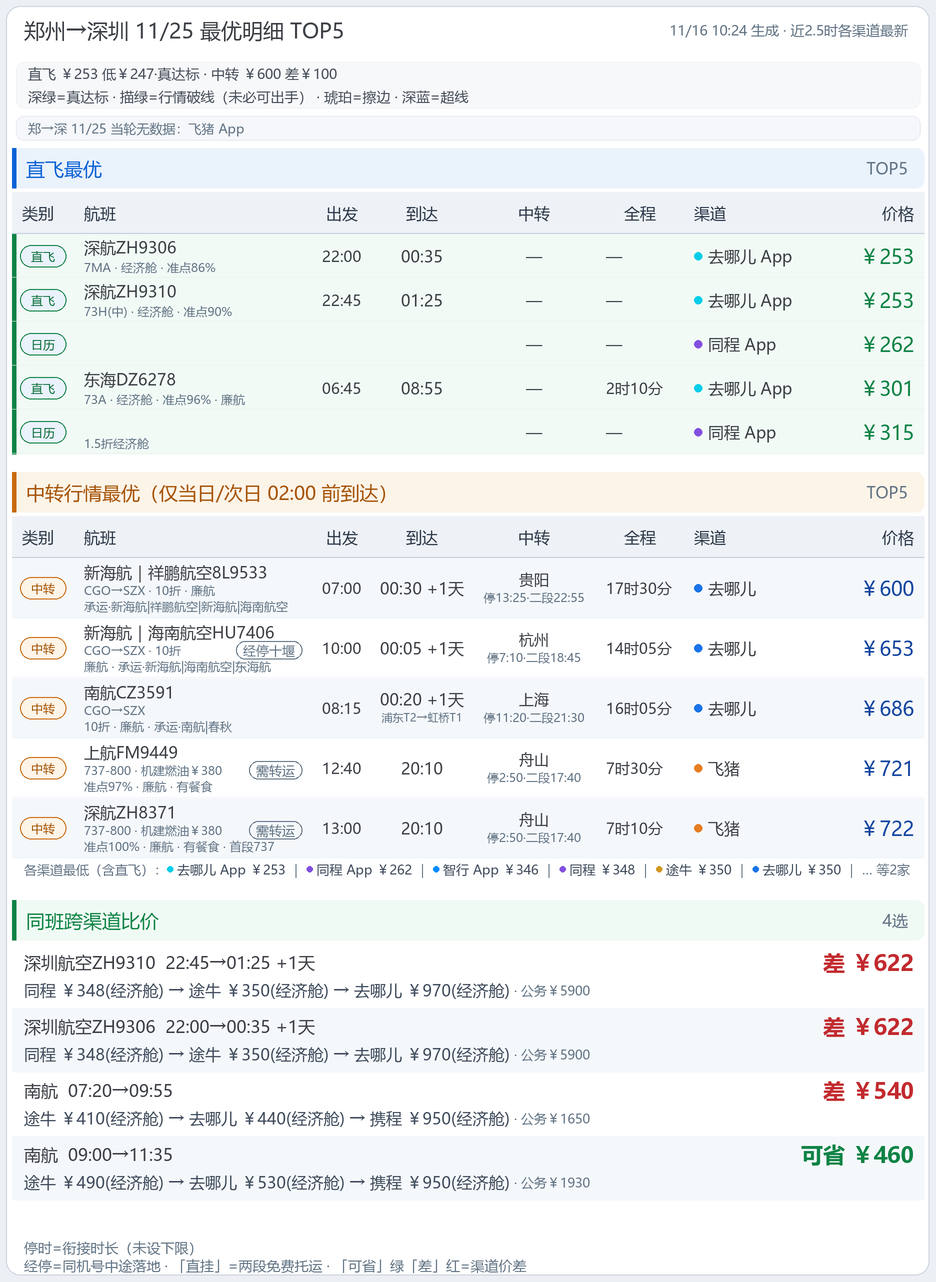 郑州→深圳 11/25 最优明细 TOP5 11/16 10:24 生成 · 近2.5时各渠道最新
直飞 ¥253 低¥247·真达标 · 中转 ¥600 差¥100
深绿=真达标 · 描绿=行情破线（未必可出手） · 琥珀=擦边 · 深蓝=超线
郑→深 11/25 当轮无数据：飞猪 App
直飞最优 TOP5
类别 航班 出发 到达 中转 全程 渠道 价格
直飞 深航ZH9306 22:00 00:35 — — 去哪儿 App ¥253
7MA · 经济舱 · 准点86%
直飞 深航ZH9310 22:45 01:25 — — 去哪儿 App ¥253
73H(中) · 经济舱 · 准点90%
日历 — — 同程 App ¥262
直飞 东海DZ6278 06:45 08:55 — 2时10分 去哪儿 App ¥301
73A · 经济舱 · 准点96% · 廉航
日历 — — 同程 App ¥315
1.5折经济舱
中转行情最优（仅当日/次日 02:00 前到达） TOP5
类别 航班 出发 到达 中转 全程 渠道 价格
中转 新海航｜祥鹏航空8L9533 07:00 00:30 +1天 贵阳 17时30分 去哪儿 ¥600
CGO→SZX · 10折 · 廉航 停13:25·二段22:55
承运·新海航|祥鹏航空|新海航|海南航空
中转 新海航｜海南航空HU7406 10:00 00:05 +1天 杭州 14时05分 去哪儿 ¥653
CGO→SZX · 10折 经停十堰 停7:10·二段18:45
廉航 · 承运·新海航|海南航空|东海航
中转 南航CZ3591 08:15 00:20 +1天 上海 16时05分 去哪儿 ¥686
CGO→SZX 浦东T2→虹桥T1 停11:20·二段21:30
10折 · 廉航 · 承运·南航|春秋
中转 上航FM9449 12:40 20:10 舟山 7时30分 飞猪 ¥721
737-800 · 机建燃油¥380 需转运 停2:50·二段17:40
准点97% · 廉航 · 有餐食
中转 深航ZH8371 13:00 20:10 舟山 7时10分 飞猪 ¥722
737-800 · 机建燃油¥380 需转运 停2:50·二段17:40
准点100% · 廉航 · 有餐食 · 首段737
各渠道最低（含直飞）: 去哪儿 App ¥253 | 同程 App ¥262 | 智行 App ¥346 | 同程 ¥348 | 途牛 ¥350 | 去哪儿 ¥350 | … 等2家
同班跨渠道比价 4选
深圳航空ZH9310 22:45→01:25 +1天 差 ¥622
同程 ¥348(经济舱) → 途牛 ¥350(经济舱) → 去哪儿 ¥970(经济舱) · 公务¥5900
深圳航空ZH9306 22:00→00:35 +1天 差 ¥622
同程 ¥348(经济舱) → 途牛 ¥350(经济舱) → 去哪儿 ¥970(经济舱) · 公务¥5900
南航 07:20→09:55 差 ¥540
途牛 ¥410(经济舱) → 去哪儿 ¥440(经济舱) → 携程 ¥950(经济舱) · 公务¥1650
南航 09:00→11:35 可省 ¥460
途牛 ¥490(经济舱) → 去哪儿 ¥530(经济舱) → 携程 ¥950(经济舱) · 公务¥1930
停时=衔接时长（未设下限）
经停=同机号中途落地 · 「直挂」=两段免费托运 · 「可省」绿「差」红=渠道价差